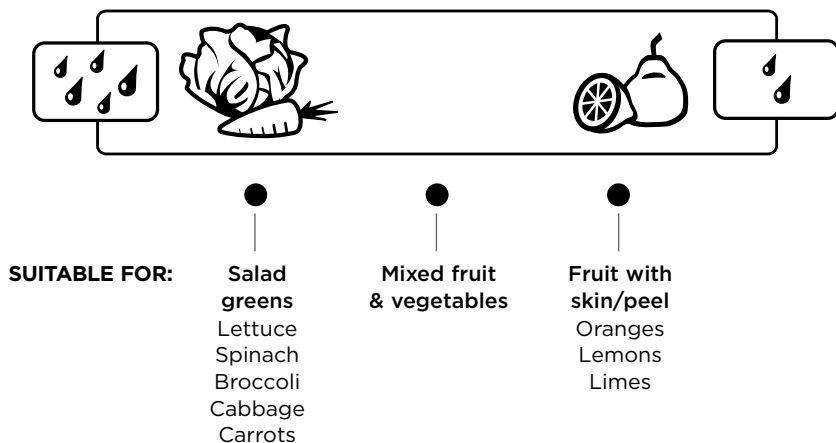 SUITABLE FOR:
Salad
greens
Lettuce
Spinach
Broccoli
Cabbage
Carrots
Mixed fruit
& vegetables
Fruit with
skin/peel
Oranges
Lemons
Limes